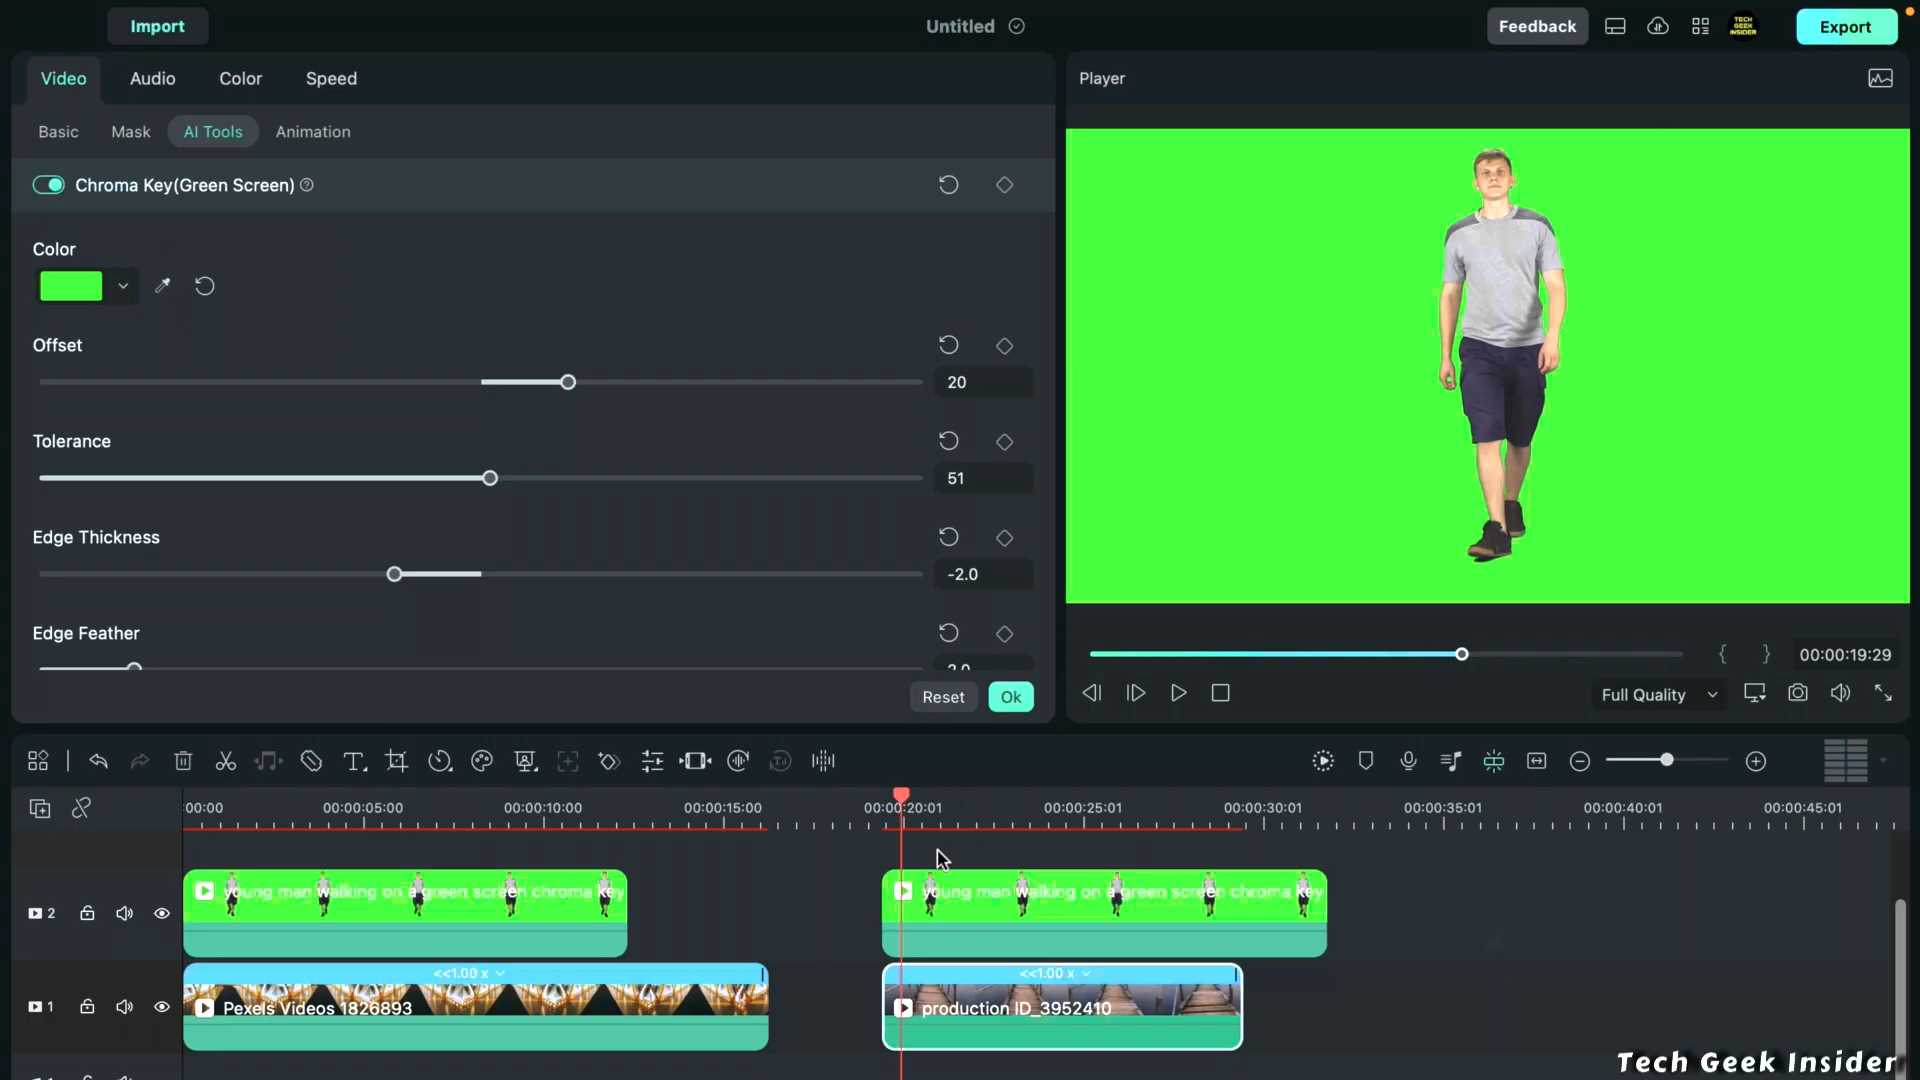 Import
Untitled
Feedback
TECH
GEEK
INSIDER
Export
Video Audio Color Speed
Player
Basic Mask AI Tools Animation
Chroma Key(Green Screen)
Color
Offset
20
Tolerance
51
Edge Thickness
-2.0
Edge Feather
2.0
Reset Ok
00:00:19:29
Full Quality
:00:00 00:00:05:00 00:00:10:00 00:00:15:00 00:00:20:01 00:00:25:01 00:00:30:01 00:00:35:01 00:00:40:01 00:00:45:01
2
young man walking on a green screen chroma key
young man walking on a green screen chroma key
<<1.00 x
<<1.00 x
1
Pexels Videos 1826893
production ID_3952410
Tech Geek Insider